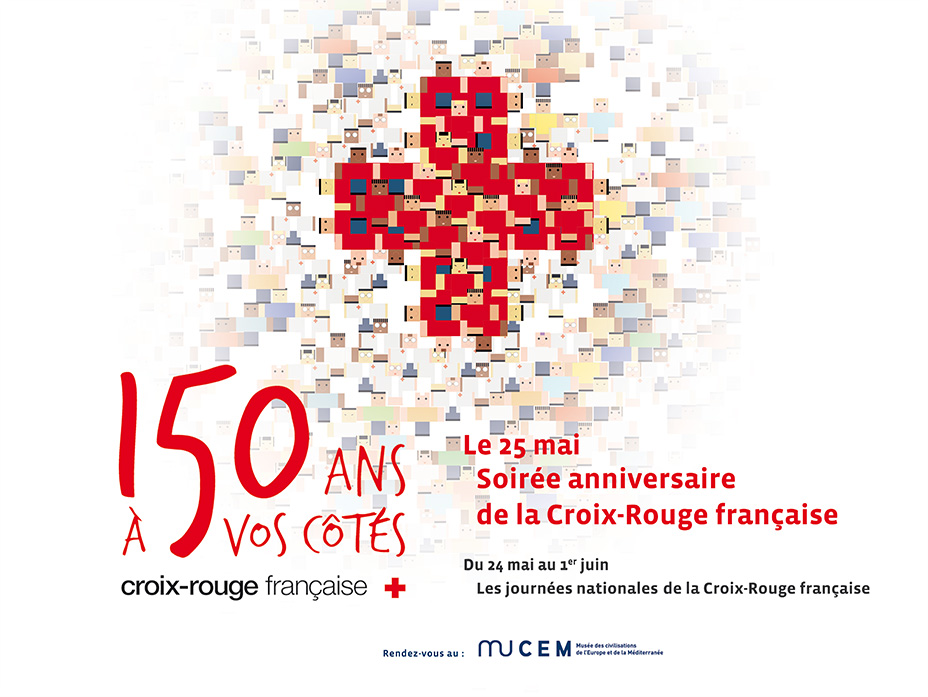 150 ANS
À VOS CÔTÉS
croix-rouge française
Le 25 mai
Soirée anniversaire
de la Croix-Rouge française
Du 24 mai au 1er juin
Les journées nationales de la Croix-Rouge française
Rendez-vous au :
MUCEM
Musée des civilisations
de l'Europe et de la Méditerranée